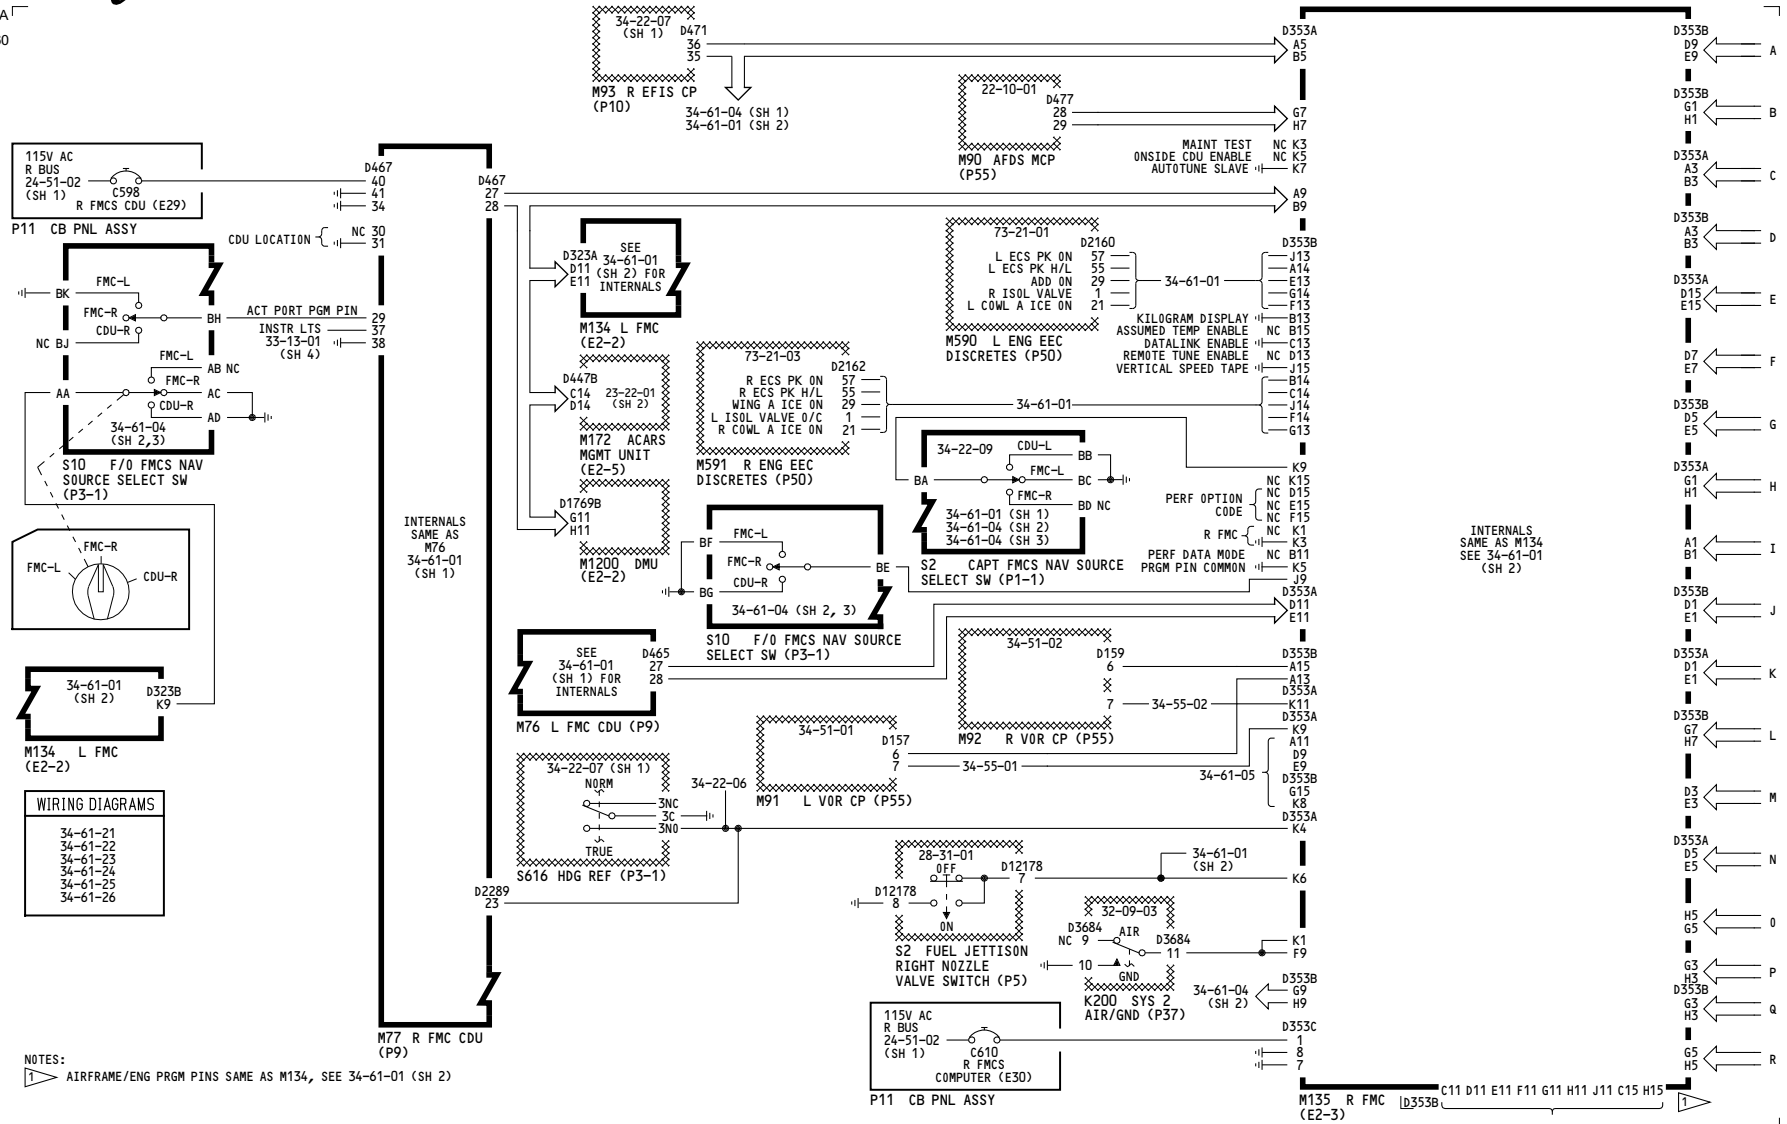 A
60
34-22-07
(SH 1)
D471
36
35
M93 R EFIS CP
(P10)
34-61-04 (SH 1)
34-61-01 (SH 2)
22-10-01
D477
28
29
M90 AFDS MCP
(P55)
D353A
A5
B5
G7
H7
MAINT TEST NC K3
ONSIDE CDU ENABLE NC K5
AUTOTUNE SLAVE K7
A9
B9
115V AC
R BUS
24-51-02
(SH 1)
C598
R FMCS CDU (E29)
P11 CB PNL ASSY
D467
40
41
34
CDU LOCATION NC 30
31
ACT PORT PGM PIN 29
INSTR LTS 37
33-13-01
(SH 4)
38
D467
27
28
BK
FMC-L
FMC-R
CDU-R
BH
NC BJ
FMC-L
AB NC
FMC-R
AA
AC
CDU-R
AD
34-61-04
(SH 2,3)
S10 F/O FMCS NAV
SOURCE SELECT SW
(P3-1)
FMC-R
FMC-L
CDU-R
34-61-01
(SH 2)
D323B
K9
M134 L FMC
(E2-2)
WIRING DIAGRAMS
34-61-21
34-61-22
34-61-23
34-61-24
34-61-25
34-61-26
INTERNALS
SAME AS
M76
34-61-01
(SH 1)
D2289
23
M77 R FMC CDU
(P9)
D323A
D11
E11
SEE
34-61-01
(SH 2) FOR
INTERNALS
M134 L FMC
(E2-2)
D447B
C14
D14
23-22-01
(SH 2)
M172 ACARS
MGMT UNIT
(E2-5)
D1769B
G11
H11
M1200 DMU
(E2-2)
73-21-01
D2160
L ECS PK ON 57
L ECS PK H/L 55
ADD ON 29
R ISOL VALVE 1
L COWL A ICE ON 21
M590 L ENG EEC
DISCRETES (P50)
34-61-01
D353B
J13
A14
E13
G14
F13
KILOGRAM DISPLAY B13
ASSUMED TEMP ENABLE NC B15
DATALINK ENABLE C13
REMOTE TUNE ENABLE NC D13
VERTICAL SPEED TAPE J15
73-21-03
D2162
R ECS PK ON 57
R ECS PK H/L 55
WING A ICE ON 29
L ISOL VALVE O/C 1
R COWL A ICE ON 21
M591 R ENG EEC
DISCRETES (P50)
34-61-01
B14
C14
J14
F14
G13
34-22-09
CDU-L
BB
FMC-L
BA
BC
FMC-R
BD NC
34-61-01 (SH 1)
34-61-04 (SH 2)
34-61-04 (SH 3)
S2 CAPT FMCS NAV SOURCE
SELECT SW (P1-1)
K9
NC K15
PERF OPTION
CODE
NC D15
NC E15
NC F15
R FMC NC K1
K3
PERF DATA MODE NC B11
PRGM PIN COMMON K5
J9
D353A
D11
E11
BF
FMC-L
FMC-R
BE
CDU-R
BG
34-61-04 (SH 2, 3)
S10 F/O FMCS NAV SOURCE
SELECT SW (P3-1)
SEE
34-61-01
(SH 1) FOR
INTERNALS
D465
27
28
M76 L FMC CDU (P9)
34-51-02
D159
6
7
34-55-02
M92 R VOR CP (P55)
D353B
A15
A13
D353A
K11
D353A
K9
34-61-05
A11
D9
E9
D353B
G15
K8
D353A
K4
34-51-01
D157
6
7
34-55-01
M91 L VOR CP (P55)
34-22-07 (SH 1)
NORM
3NC
3C
3NO
TRUE
S616 HDG REF (P3-1)
34-22-06
28-31-01
OFF
D12178
7
D12178
8
ON
S2 FUEL JETTISON
RIGHT NOZZLE
VALVE SWITCH (P5)
34-61-01
(SH 2)
K6
32-09-03
D3684
NC 9
AIR
D3684
11
10
GND
K200 SYS 2
AIR/GND (P37)
K1
F9
34-61-04
(SH 2)
D353B
G9
H9
115V AC
R BUS
24-51-02
(SH 1)
C610
R FMCS
COMPUTER (E30)
P11 CB PNL ASSY
D353C
1
8
7
INTERNALS
SAME AS M134
SEE 34-61-01
(SH 2)
M135 R FMC
(E2-3)
D353B C11 D11 E11 F11 G11 H11 J11 C15 H15
1
D353B
D9
E9
A
D353B
G1
H1
B
D353A
A3
B3
C
D353B
A3
B3
D
D353A
D15
E15
E
D7
E7
F
D353B
D5
E5
G
D353A
G1
H1
H
A1
B1
I
D353B
D1
E1
J
D353A
D1
E1
K
D353B
G7
H7
L
D3
E3
M
D353A
D5
E5
N
H5
G5
O
G3
H3
P
D353B
G3
H3
Q
G5
H5
R
NOTES:
1 AIRFRAME/ENG PRGM PINS SAME AS M134, SEE 34-61-01 (SH 2)